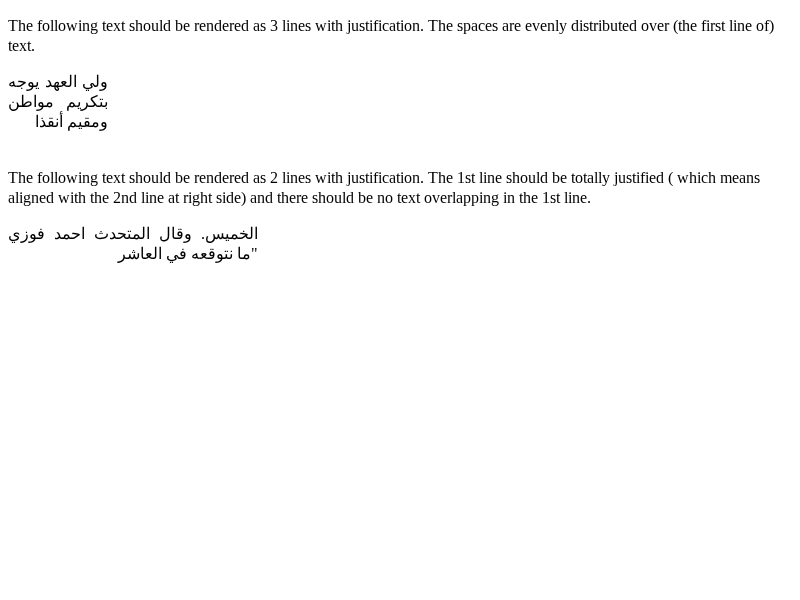 The following text should be rendered as 3 lines with justification. The spaces are evenly distributed over (the first line of)
text.
ولي العهد يوجه
بتكريم مواطن
ومقيم أنقذا
The following text should be rendered as 2 lines with justification. The 1st line should be totally justified ( which means
aligned with the 2nd line at right side) and there should be no text overlapping in the 1st line.
الخميس. وقال المتحدث احمد فوزي
"ما نتوقعه في العاشر